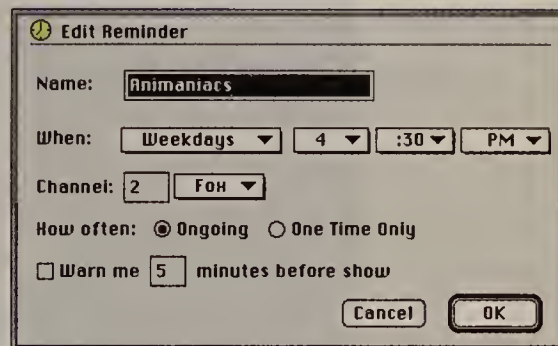 Edit Reminder
Name: Animaniacs
When: Weekdays 4 :30 PM
Channel: 2 Fox
How often: Ongoing One Time Only
Warn me 5 minutes before show
Cancel OK